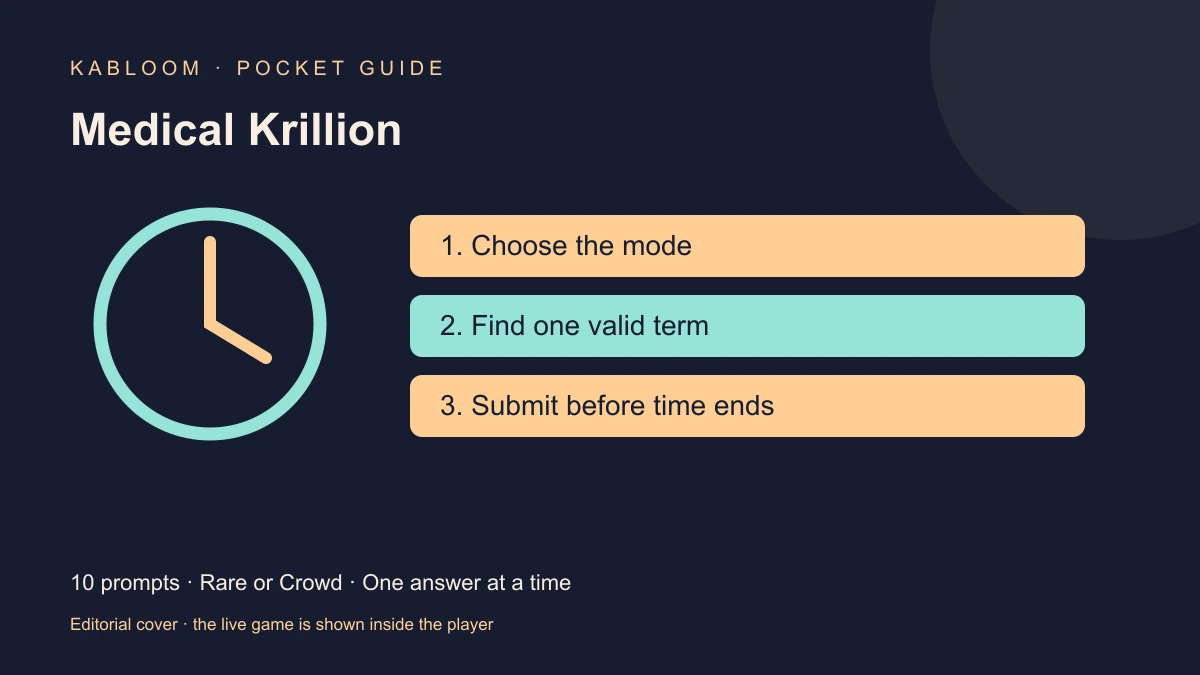 KABLOOM · POCKET GUIDE
Medical Krillion
1. Choose the mode
2. Find one valid term
3. Submit before time ends
10 prompts · Rare or Crowd · One answer at a time
Editorial cover · the live game is shown inside the player